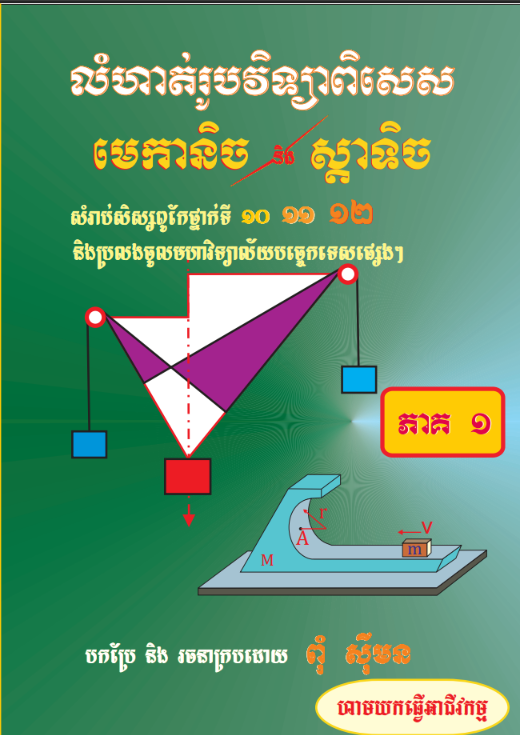 លំហាត់រូបវិទ្យាពិសេស
មេកានិច និង ស្តាទិច
សំរាប់សិស្សពូកែថ្នាក់ទី ១០ ១១ ១២
និងប្រលងចូលមហាវិទ្យាល័យបច្ចេកទេសផ្សេងៗ
ភាគ ១
r
A
M
v
m
បកប្រែ និង រចនាក្របដោយ ពុំ ស៊ីមន
ហាមយកធ្វើអាជីវកម្ម